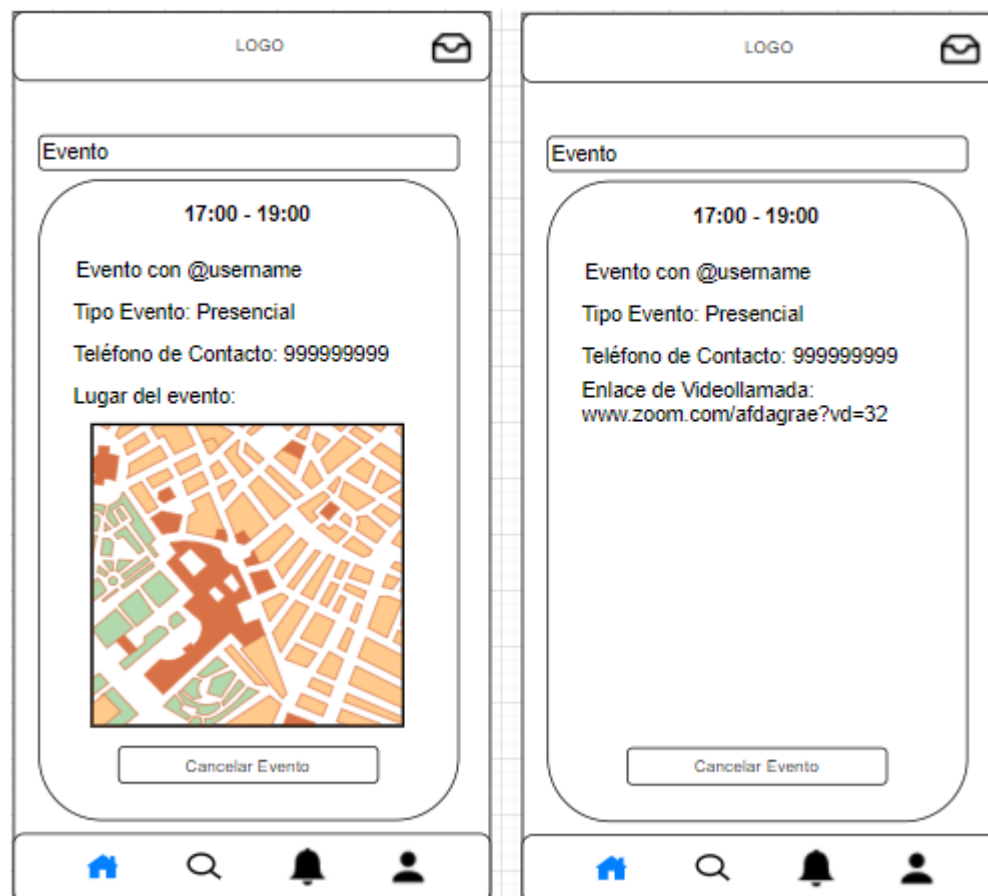 LOGO
Evento
17:00 - 19:00
Evento con @username
Tipo Evento: Presencial
Teléfono de Contacto: 999999999
Lugar del evento:
Cancelar Evento
LOGO
Evento
17:00 - 19:00
Evento con @username
Tipo Evento: Presencial
Teléfono de Contacto: 999999999
Enlace de Videollamada:
www.zoom.com/afdagrae?vd=32
Cancelar Evento